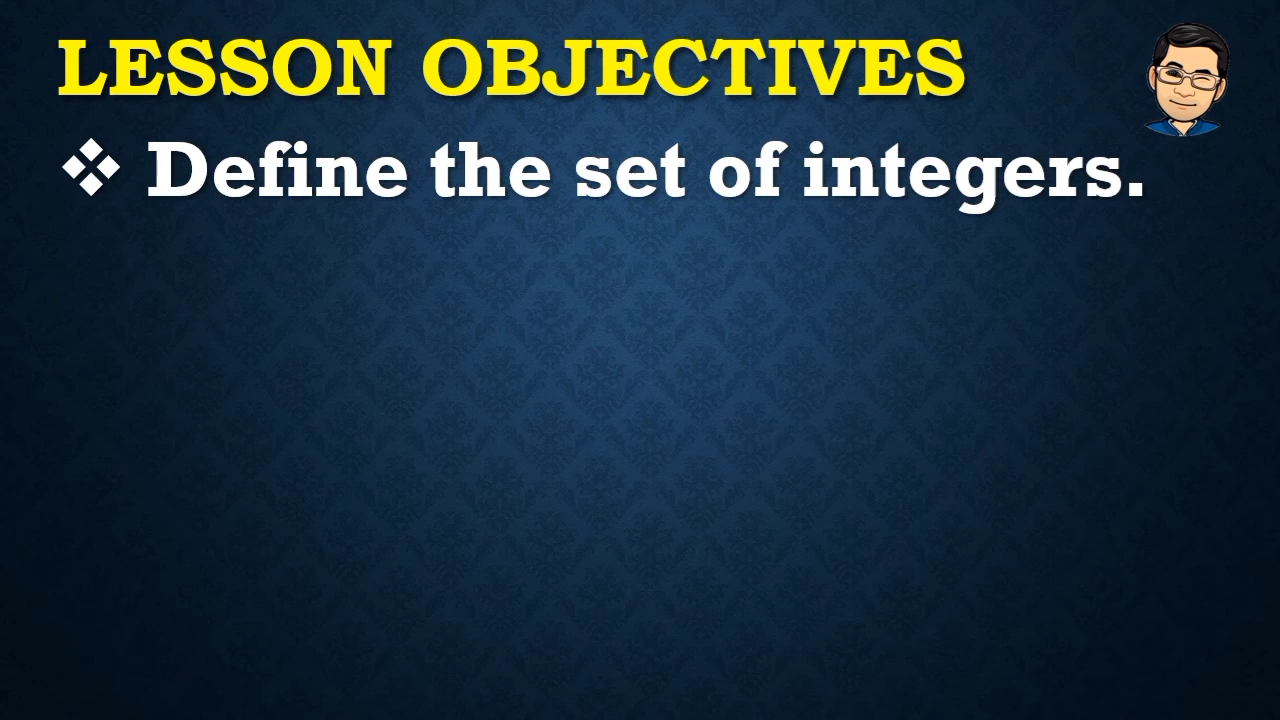 LESSON OBJECTIVES
❖ Define the set of integers.